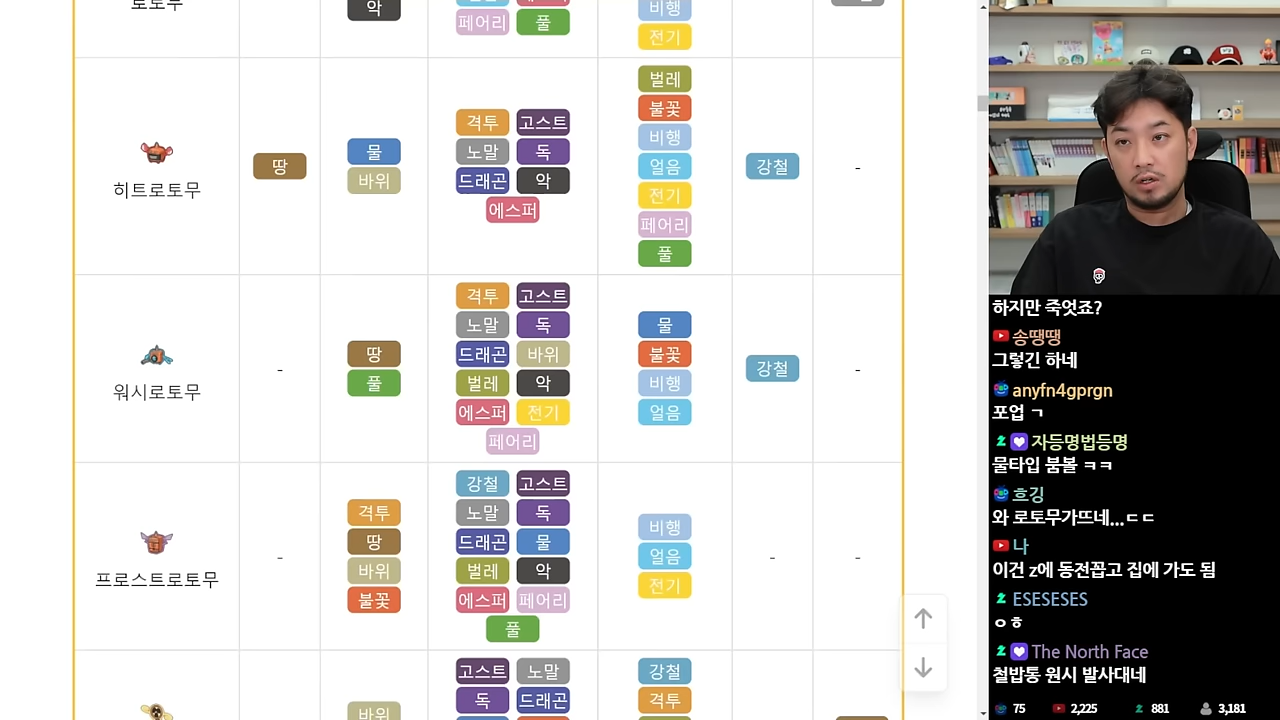 로토무
악
페어리 풀
비행
전기
히트로토무
땅
물
바위
격투 고스트
노말 독
드래곤 악
에스퍼
벌레
불꽃
비행
얼음
전기
페어리
풀
강철
-
워시로토무
-
땅
풀
격투 고스트
노말 독
드래곤 바위
벌레 악
에스퍼 전기
페어리
물
불꽃
비행
얼음
강철
-
프로스트로토무
-
격투
땅
바위
불꽃
강철 고스트
노말 독
드래곤 물
벌레 악
에스퍼 페어리
풀
비행
얼음
전기
-
-
바위
고스트 노말
독 드래곤
강철
격투
하지만 죽엇죠?
송땡땡
그렇긴 하네
anyfn4gprgn
포업 ㄱ
자등명법등명
물타입 붐볼 ㅋㅋ
흐깅
와 로토무가뜨네...ㄷㄷ
나
이건 z에 동전꼽고 집에 가도 됨
ESESESES
ㅇㅎ
The North Face
철밥통 원시 발사대네
75 2,225 881 3,181